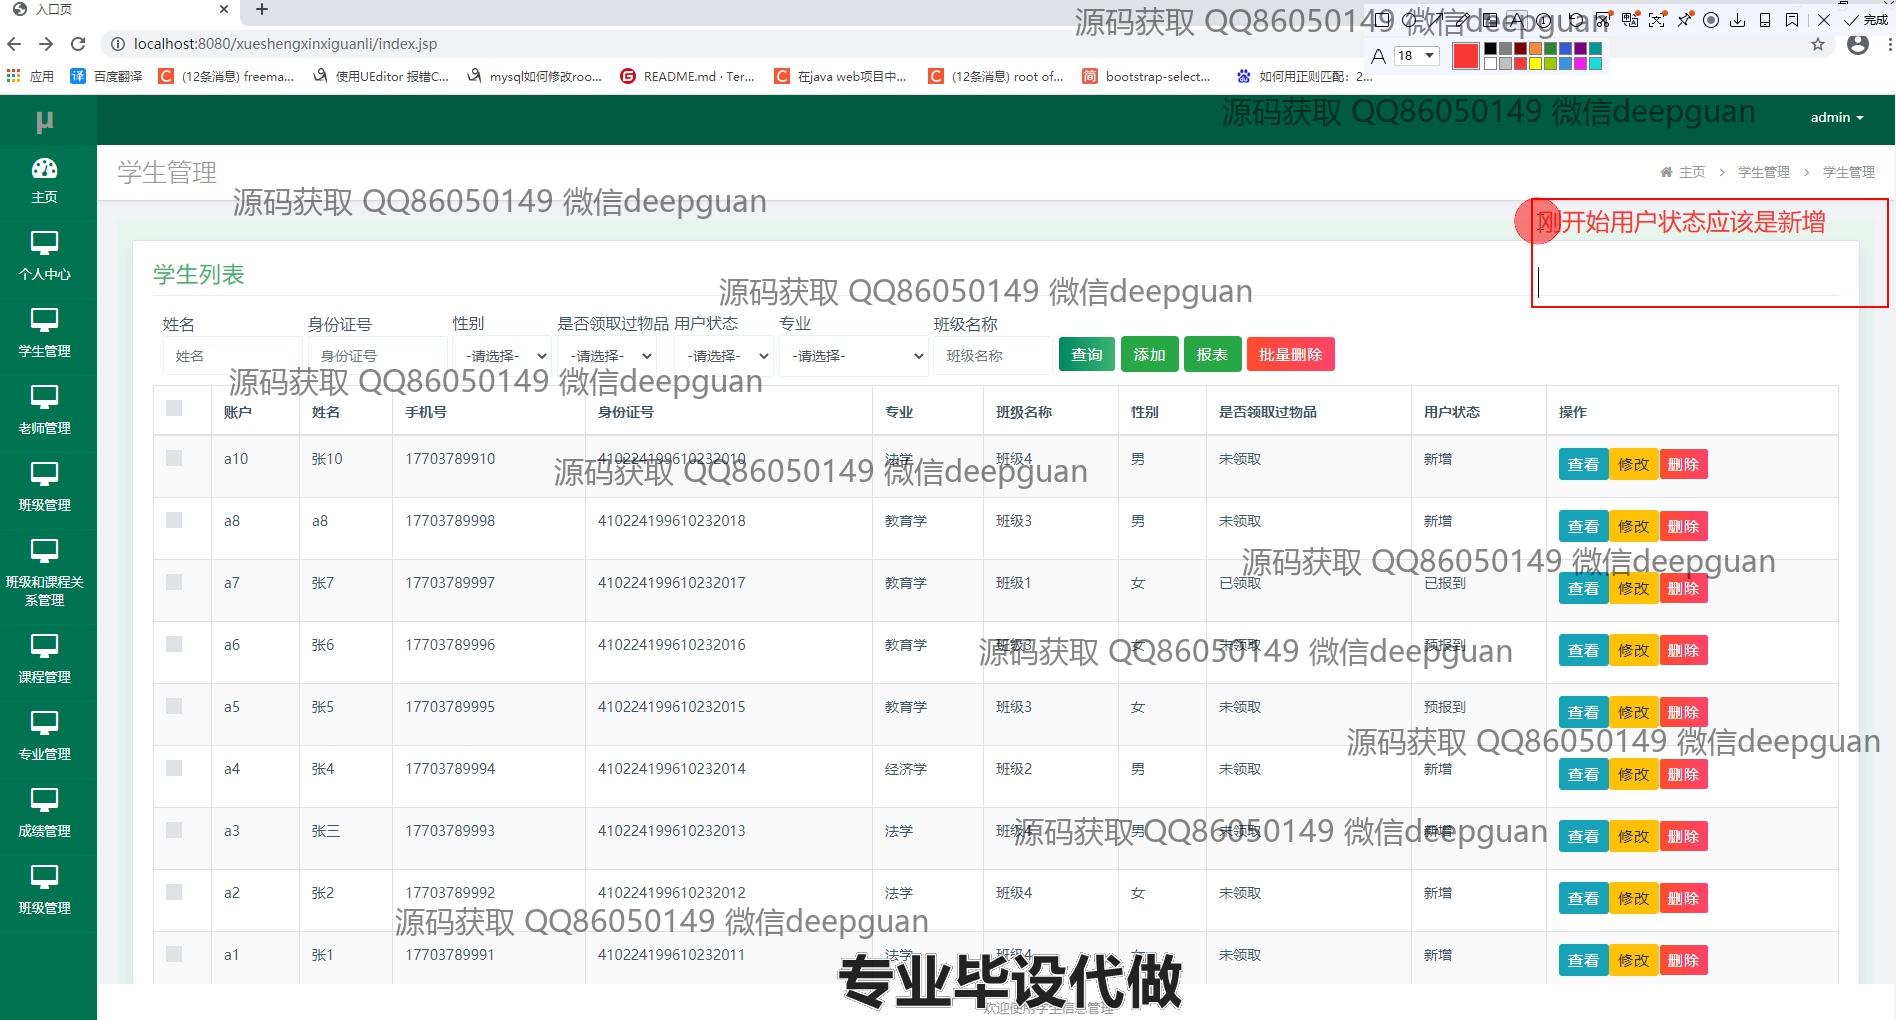 入口页
localhost:8080/xueshengxinxiguanli/index.jsp
完成
18
应用 百度翻译 (12条消息) freema... 使用UEditor 报错C... mysql如何修改roo... README.md · Ter... 在java web项目中... (12条消息) root of... bootstrap-select... 如何用正则匹配：2...
源码获取 QQ86050149 微信deepguan
源码获取 QQ86050149 微信deepguan
μ
admin
主页
个人中心
学生管理
老师管理
班级管理
班级和课程关
系管理
课程管理
专业管理
成绩管理
班级管理
学生管理
主页 > 学生管理 > 学生管理
源码获取 QQ86050149 微信deepguan
刚开始用户状态应该是新增
学生列表
源码获取 QQ86050149 微信deepguan
姓名 身份证号 性别 是否领取过物品 用户状态 专业 班级名称
姓名 身份证号 -请选择- -请选择- -请选择- -请选择- 班级名称 查询 添加 报表 批量删除
源码获取 QQ86050149 微信deepguan
账户 姓名 手机号 身份证号 专业 班级名称 性别 是否领取过物品 用户状态 操作
a10 张10 17703789910 410224199610232010 法学 班级4 男 未领取 新增 查看 修改 删除
源码获取 QQ86050149 微信deepguan
a8 a8 17703789998 410224199610232018 教育学 班级3 男 未领取 新增 查看 修改 删除
源码获取 QQ86050149 微信deepguan
a7 张7 17703789997 410224199610232017 教育学 班级1 女 已领取 已报到 查看 修改 删除
a6 张6 17703789996 410224199610232016 教育学 班级3 女 未领取 预报到 查看 修改 删除
源码获取 QQ86050149 微信deepguan
a5 张5 17703789995 410224199610232015 教育学 班级3 女 未领取 预报到 查看 修改 删除
源码获取 QQ86050149 微信deepguan
a4 张4 17703789994 410224199610232014 经济学 班级2 男 未领取 新增 查看 修改 删除
a3 张三 17703789993 410224199610232013 法学 班级4 男 未领取 新增 查看 修改 删除
源码获取 QQ86050149 微信deepguan
a2 张2 17703789992 410224199610232012 法学 班级4 女 未领取 新增 查看 修改 删除
源码获取 QQ86050149 微信deepguan
a1 张1 17703789991 410224199610232011 法学 班级4 女 未领取 新增 查看 修改 删除
专业毕设代做
欢迎使用学生信息管理